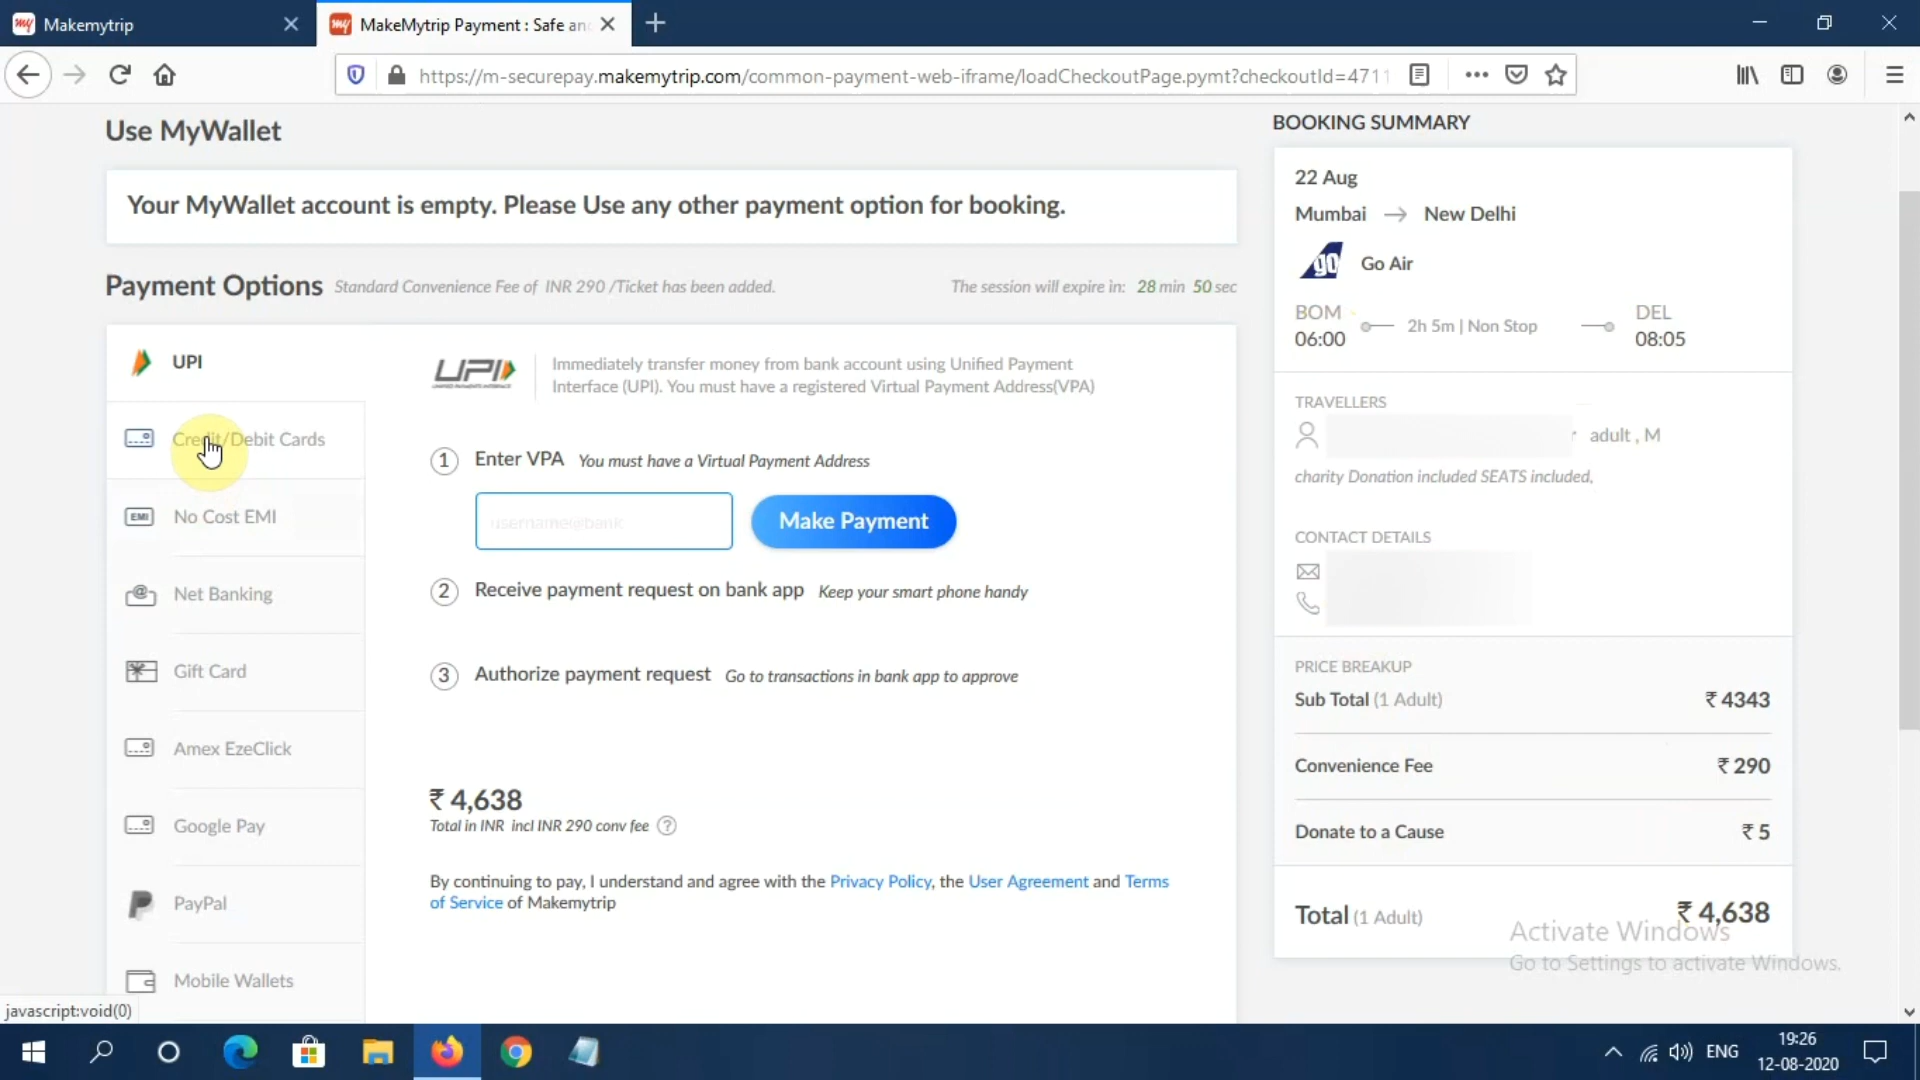 Makemytrip
MakeMytrip Payment : Safe an
https://m-securepay.makemytrip.com/common-payment-web-iframe/loadCheckoutPage.pymt?checkoutId=4711
Use MyWallet
Your MyWallet account is empty. Please Use any other payment option for booking.
Payment Options Standard Convenience Fee of INR 290 /Ticket has been added. The session will expire in: 28 min 50 sec
UPI
Credit/Debit Cards
EMI No Cost EMI
Net Banking
Gift Card
Amex EzeClick
Google Pay
PayPal
Mobile Wallets
UPI
UNIFIED PAYMENTS INTERFACE
Immediately transfer money from bank account using Unified Payment
Interface (UPI). You must have a registered Virtual Payment Address(VPA)
1 Enter VPA You must have a Virtual Payment Address
username@bank
Make Payment
2 Receive payment request on bank app Keep your smart phone handy
3 Authorize payment request Go to transactions in bank app to approve
₹ 4,638
Total in INR incl INR 290 conv fee ?
By continuing to pay, I understand and agree with the Privacy Policy, the User Agreement and Terms
of Service of Makemytrip
BOOKING SUMMARY
22 Aug
Mumbai → New Delhi
go Go Air
BOM DEL
06:00 2h 5m | Non Stop 08:05
TRAVELLERS
adult , M
charity Donation included SEATS included,
CONTACT DETAILS
PRICE BREAKUP
Sub Total (1 Adult) ₹ 4343
Convenience Fee ₹ 290
Donate to a Cause ₹ 5
Total (1 Adult) ₹ 4,638
Activate Windows
Go to Settings to activate Windows.
javascript:void(0)
ENG
19:26
12-08-2020